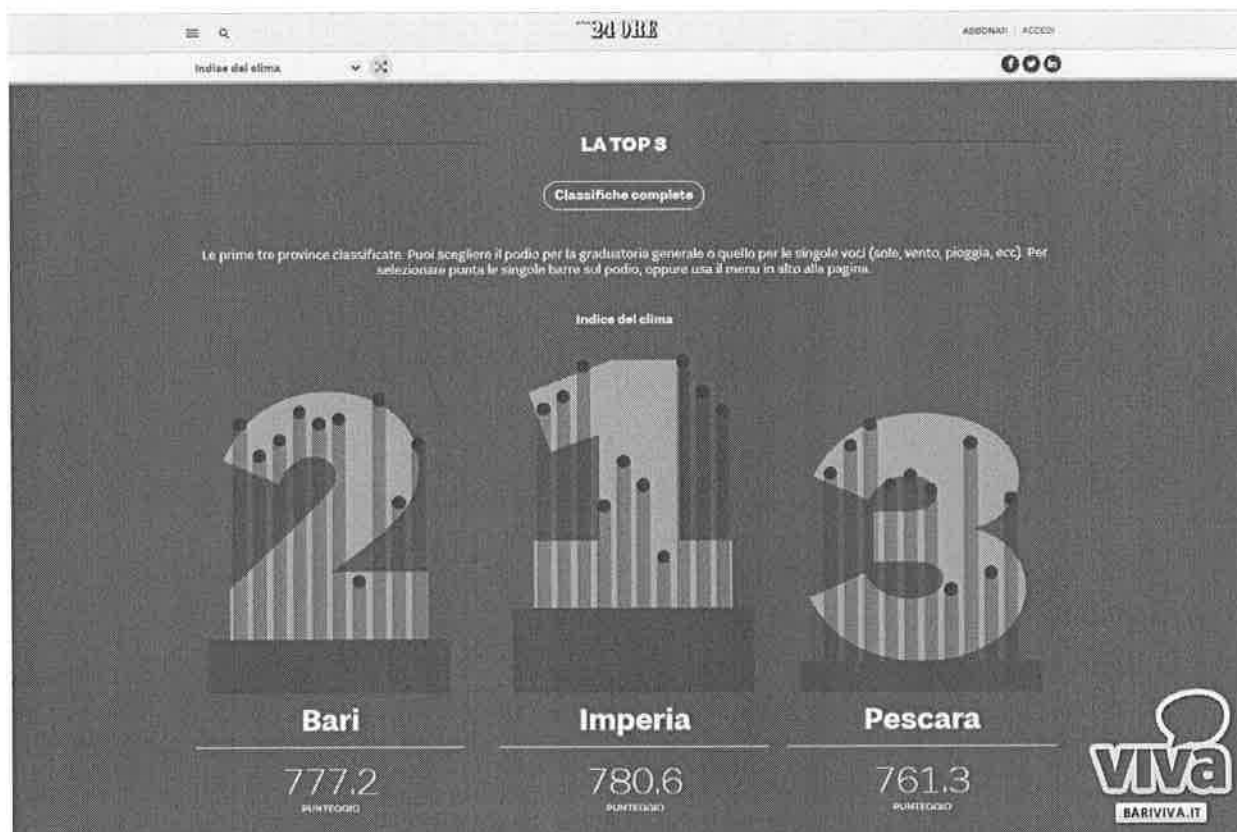 24 ORE
ABBONATI | ACCEDI
Indice del clima
LA TOP 3
Classifiche complete
Le prime tre province classificate. Puoi scegliere il podio per la graduatoria generale o quello per le singole voci (sole, vento, pioggia, ecc). Per
selezionare punta le singole barre sul podio, oppure usa il menu in alto alla pagina.
Indice del clima
2
1
3
Bari
Imperia
Pescara
777.2
780.6
761.3
PUNTEGGIO
PUNTEGGIO
PUNTEGGIO
viva
BARIVIVA.IT